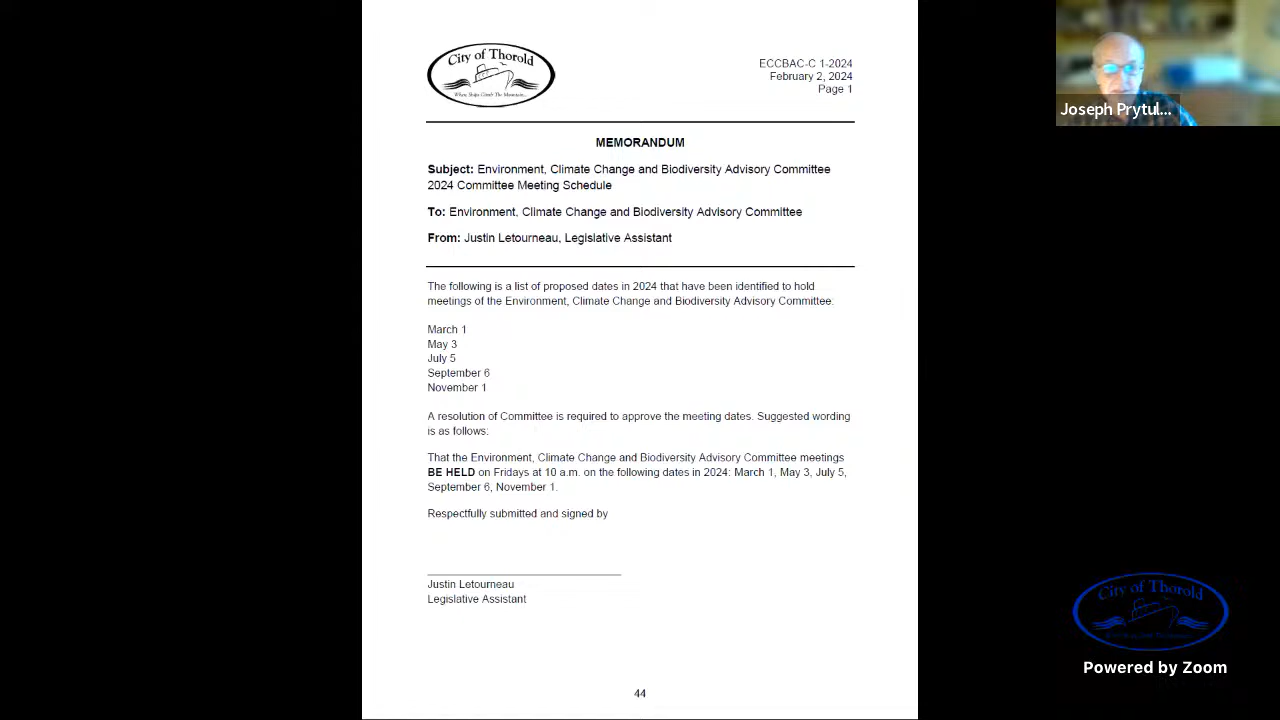 City of Thorold
Where Ships Climb The Mountain...
ECCBAC-C 1-2024
February 2, 2024
Page 1
MEMORANDUM
Subject: Environment, Climate Change and Biodiversity Advisory Committee
2024 Committee Meeting Schedule
To: Environment, Climate Change and Biodiversity Advisory Committee
From: Justin Letourneau, Legislative Assistant
The following is a list of proposed dates in 2024 that have been identified to hold
meetings of the Environment, Climate Change and Biodiversity Advisory Committee:
March 1
May 3
July 5
September 6
November 1
A resolution of Committee is required to approve the meeting dates. Suggested wording
is as follows:
That the Environment, Climate Change and Biodiversity Advisory Committee meetings
BE HELD on Fridays at 10 a.m. on the following dates in 2024: March 1, May 3, July 5,
September 6, November 1.
Respectfully submitted and signed by
Justin Letourneau
Legislative Assistant
44
Joseph Prytul...
City of Thorold
Powered by Zoom